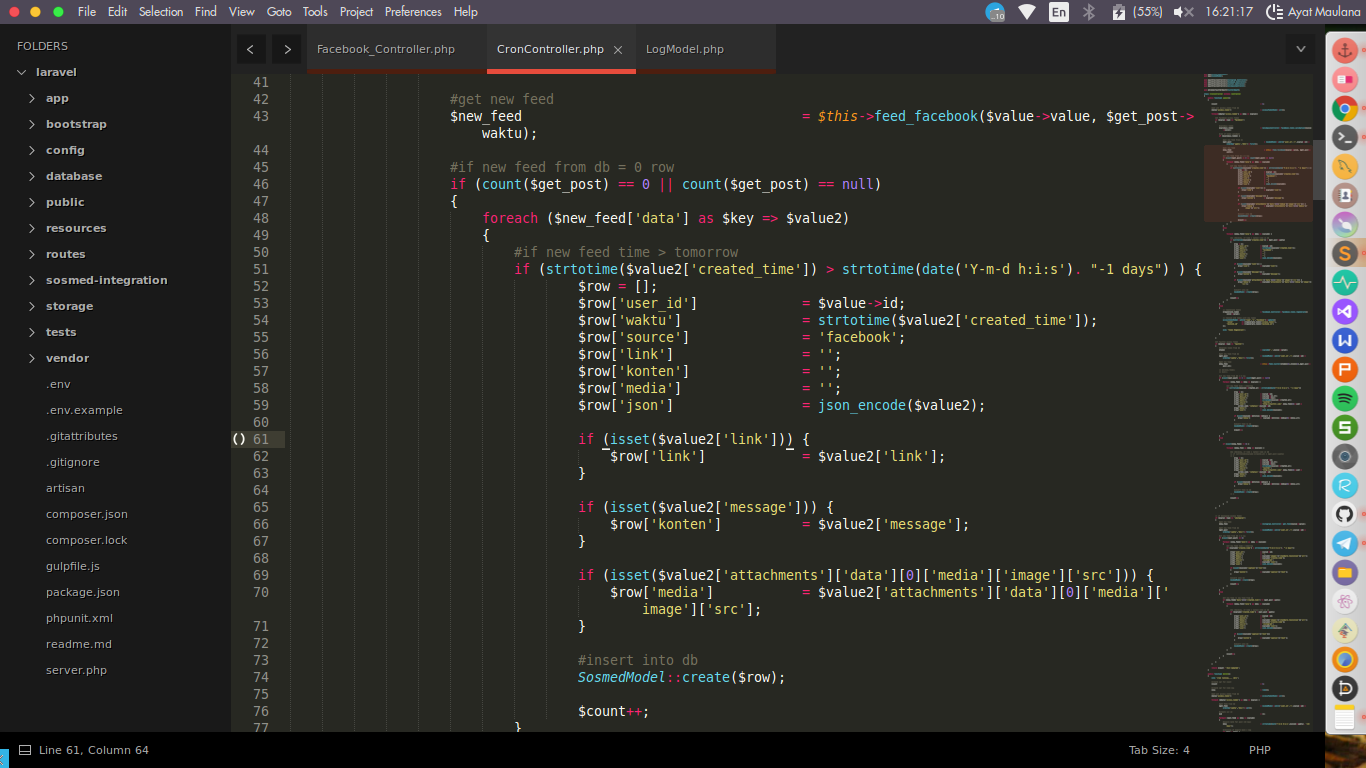 File Edit Selection Find View Goto Tools Project Preferences Help
10 En (55%) 16:21:17 Ayat Maulana
FOLDERS
laravel
app
bootstrap
config
database
public
resources
routes
sosmed-integration
storage
tests
vendor
.env
.env.example
.gitattributes
.gitignore
artisan
composer.json
composer.lock
gulpfile.js
package.json
phpunit.xml
readme.md
server.php
Facebook_Controller.php CronController.php LogModel.php
41
42 #get new feed
43 $new_feed = $this->feed_facebook($value->value, $get_post->
waktu);
44
45 #if new feed from db = 0 row
46 if (count($get_post) == 0 || count($get_post) == null)
47 {
48 foreach ($new_feed['data'] as $key => $value2)
49 {
50 #if new feed time > tomorrow
51 if (strtotime($value2['created_time']) > strtotime(date('Y-m-d h:i:s'). "-1 days") ) {
52 $row = [];
53 $row['user_id'] = $value->id;
54 $row['waktu'] = strtotime($value2['created_time']);
55 $row['source'] = 'facebook';
56 $row['link'] = '';
57 $row['konten'] = '';
58 $row['media'] = '';
59 $row['json'] = json_encode($value2);
60
() 61 if (isset($value2['link'])) {
62 $row['link'] = $value2['link'];
63 }
64
65 if (isset($value2['message'])) {
66 $row['konten'] = $value2['message'];
67 }
68
69 if (isset($value2['attachments']['data'][0]['media']['image']['src'])) {
70 $row['media'] = $value2['attachments']['data'][0]['media']['
image']['src'];
71 }
72
73 #insert into db
74 SosmedModel::create($row);
75
76 $count++;
77 }
Line 61, Column 64 Tab Size: 4 PHP